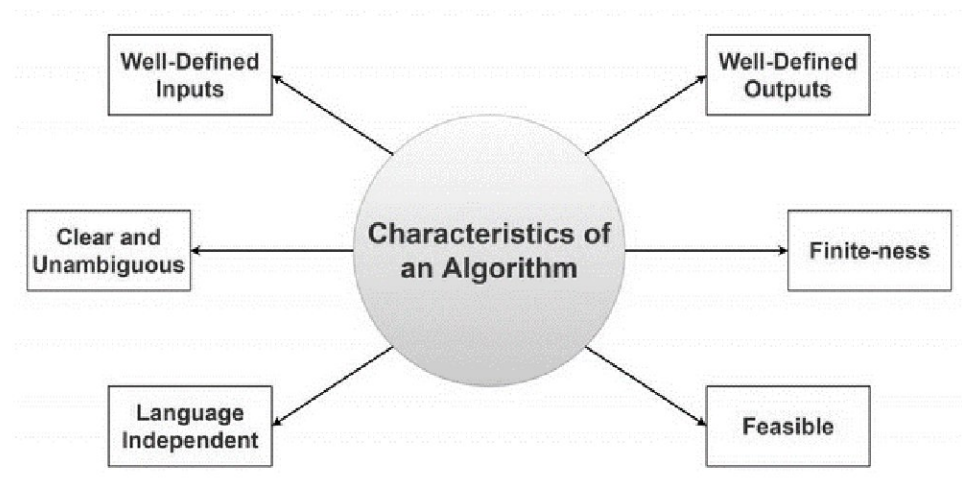 Well-Defined
Inputs
Well-Defined
Outputs
Clear and
Unambiguous
Characteristics of
an Algorithm
Finite-ness
Language
Independent
Feasible